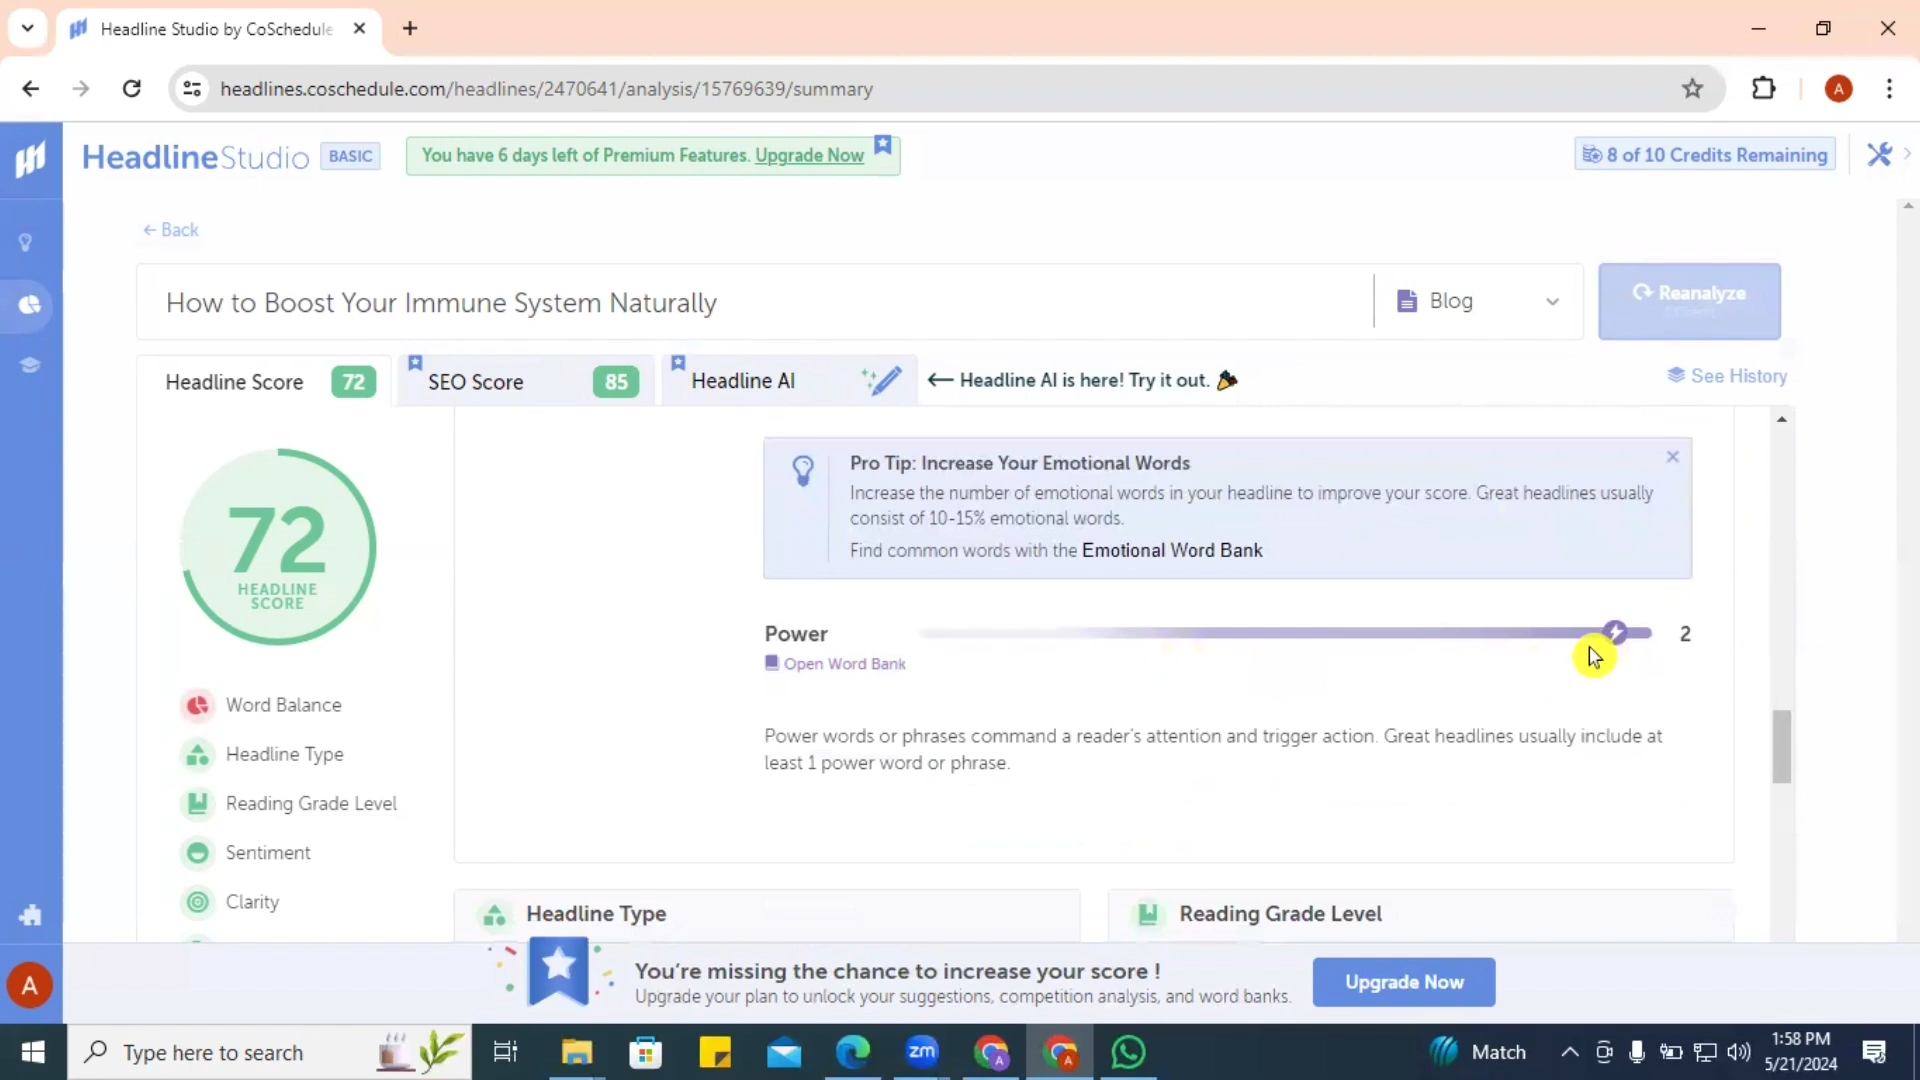 Headline Studio by CoSchedule
headlines.coschedule.com/headlines/2470641/analysis/15769639/summary
HeadlineStudio BASIC
You have 6 days left of Premium Features. Upgrade Now
8 of 10 Credits Remaining
← Back
How to Boost Your Immune System Naturally
Blog
Reanalyze
Headline Score 72
SEO Score 85
Headline AI
← Headline AI is here! Try it out.
See History
72
HEADLINE
SCORE
Word Balance
Headline Type
Reading Grade Level
Sentiment
Clarity
Pro Tip: Increase Your Emotional Words
Increase the number of emotional words in your headline to improve your score. Great headlines usually
consist of 10-15% emotional words.
Find common words with the Emotional Word Bank
Power 2
Open Word Bank
Power words or phrases command a reader's attention and trigger action. Great headlines usually include at
least 1 power word or phrase.
Headline Type
Reading Grade Level
You're missing the chance to increase your score !
Upgrade your plan to unlock your suggestions, competition analysis, and word banks.
Upgrade Now
A
A
Type here to search
zm
Match
1:58 PM
5/21/2024